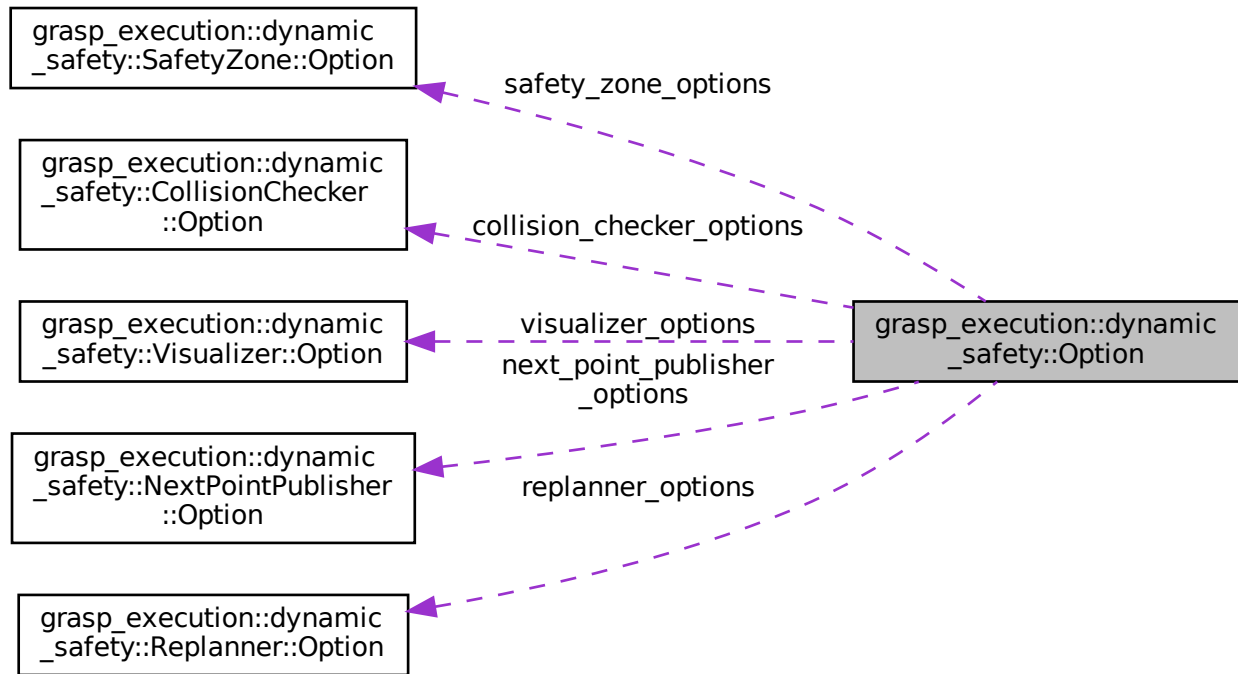 grasp_execution::dynamic
_safety::SafetyZone::Option
safety_zone_options
grasp_execution::dynamic
_safety::CollisionChecker
::Option
collision_checker_options
grasp_execution::dynamic
_safety::Visualizer::Option
visualizer_options
grasp_execution::dynamic
_safety::Option
next_point_publisher
_options
grasp_execution::dynamic
_safety::NextPointPublisher
::Option
replanner_options
grasp_execution::dynamic
_safety::Replanner::Option